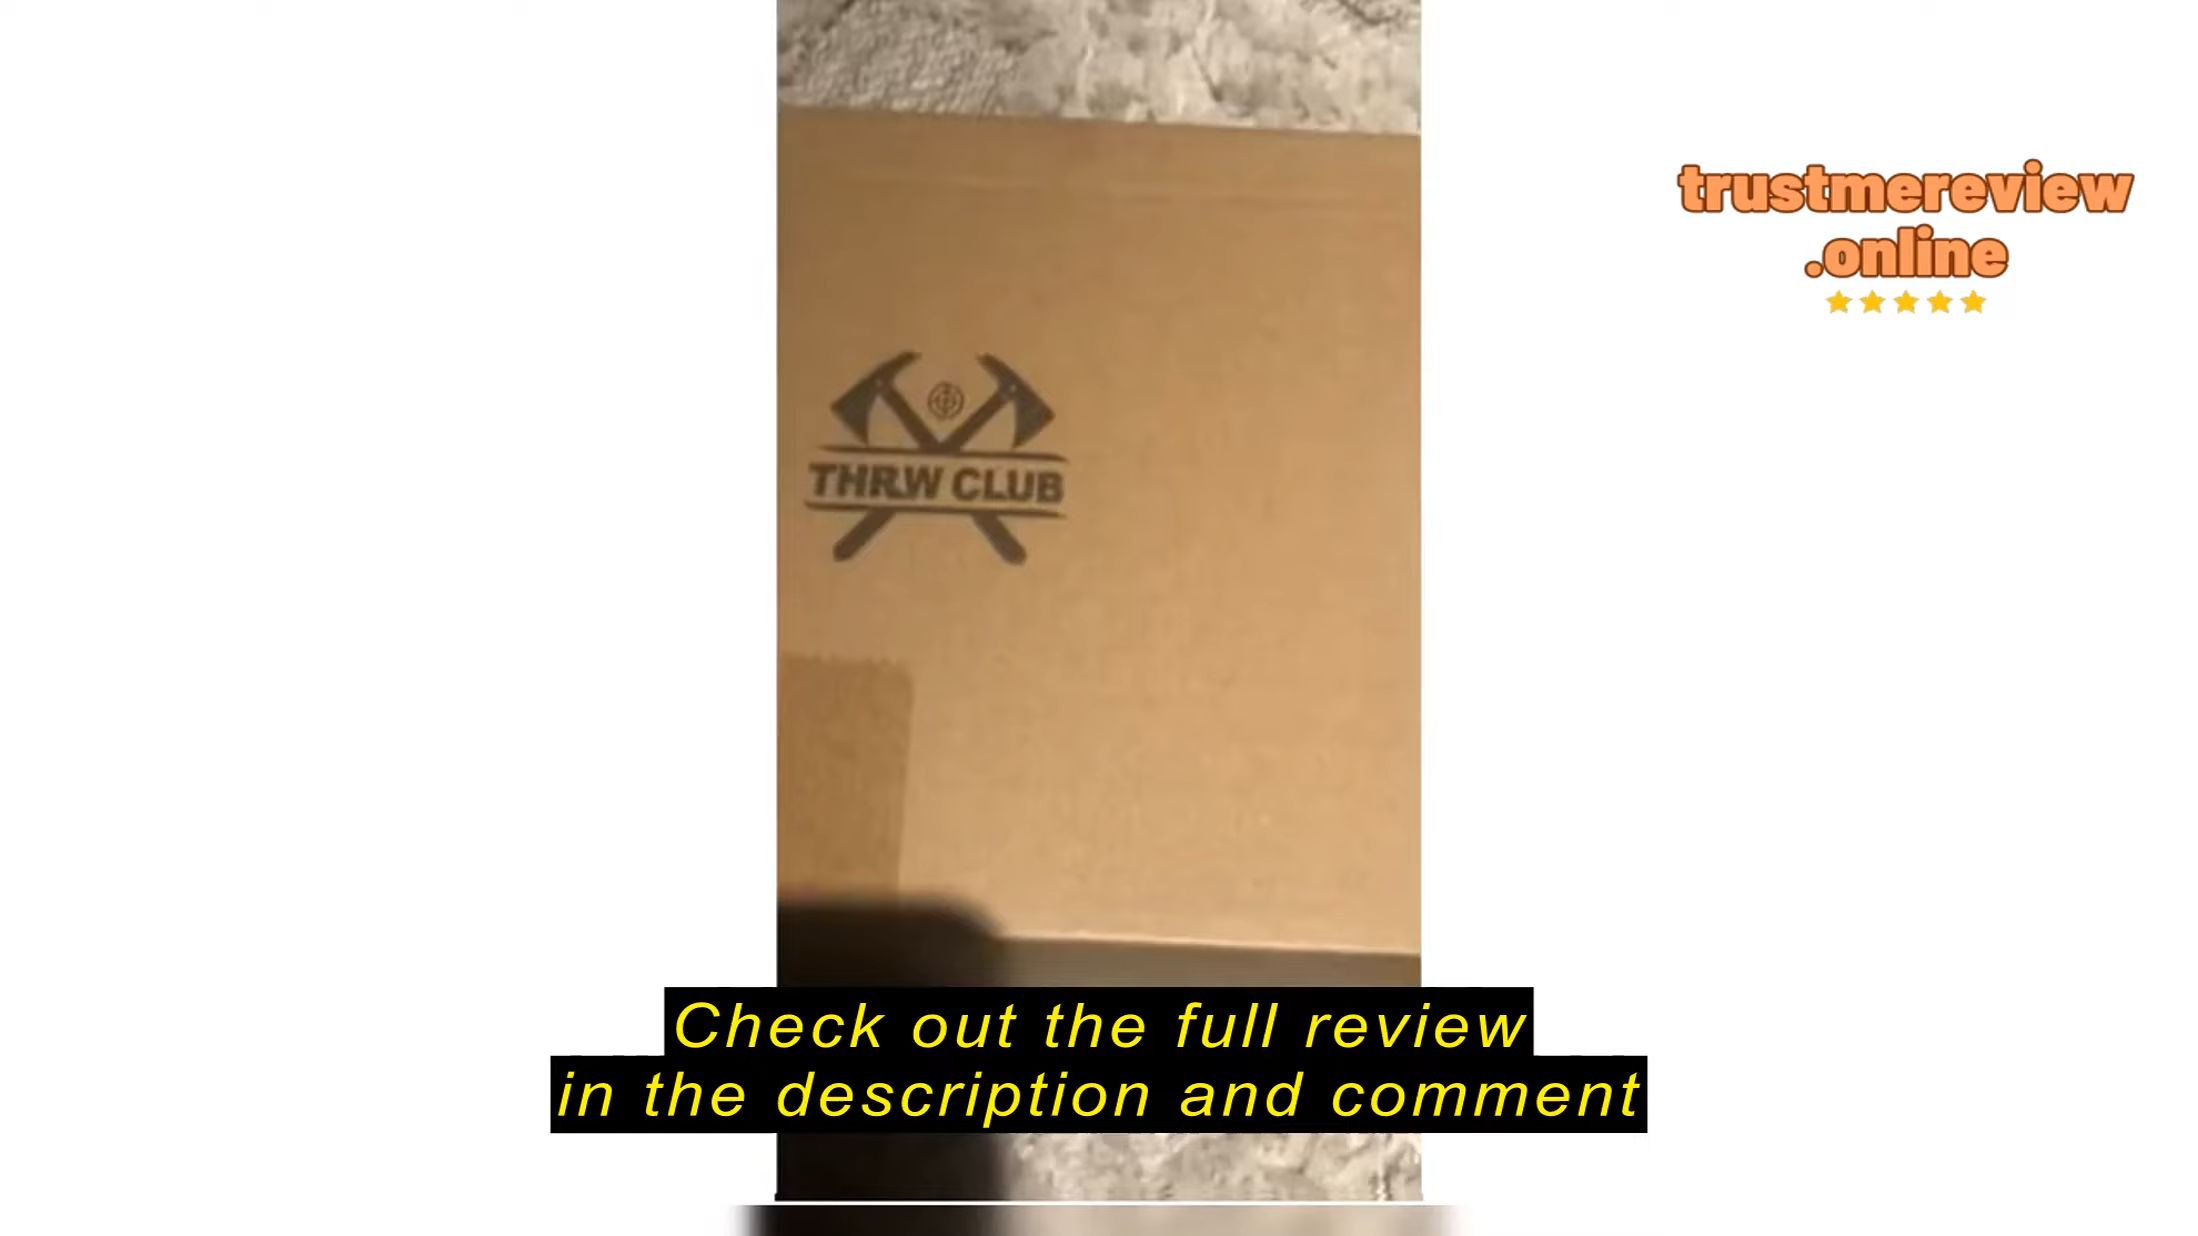 trustmereview
.online
THRW CLUB
Check out the full review
in the description and comment